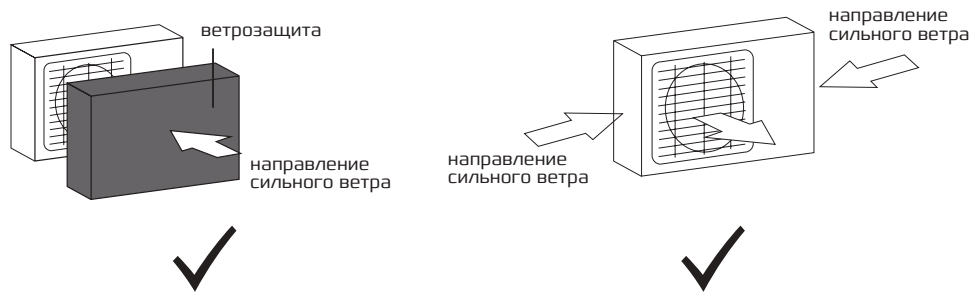 ветрозащита
направление
сильного ветра
направление
сильного ветра
направление
сильного ветра